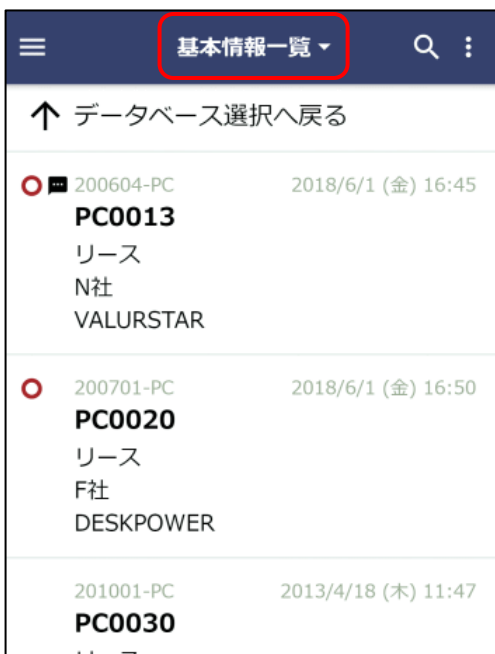 基本情報一覧
データベース選択へ戻る
200604-PC 2018/6/1 (金) 16:45
PC0013
リース
N社
VALURSTAR
200701-PC 2018/6/1 (金) 16:50
PC0020
リース
F社
DESKPOWER
201001-PC 2013/4/18 (木) 11:47
PC0030